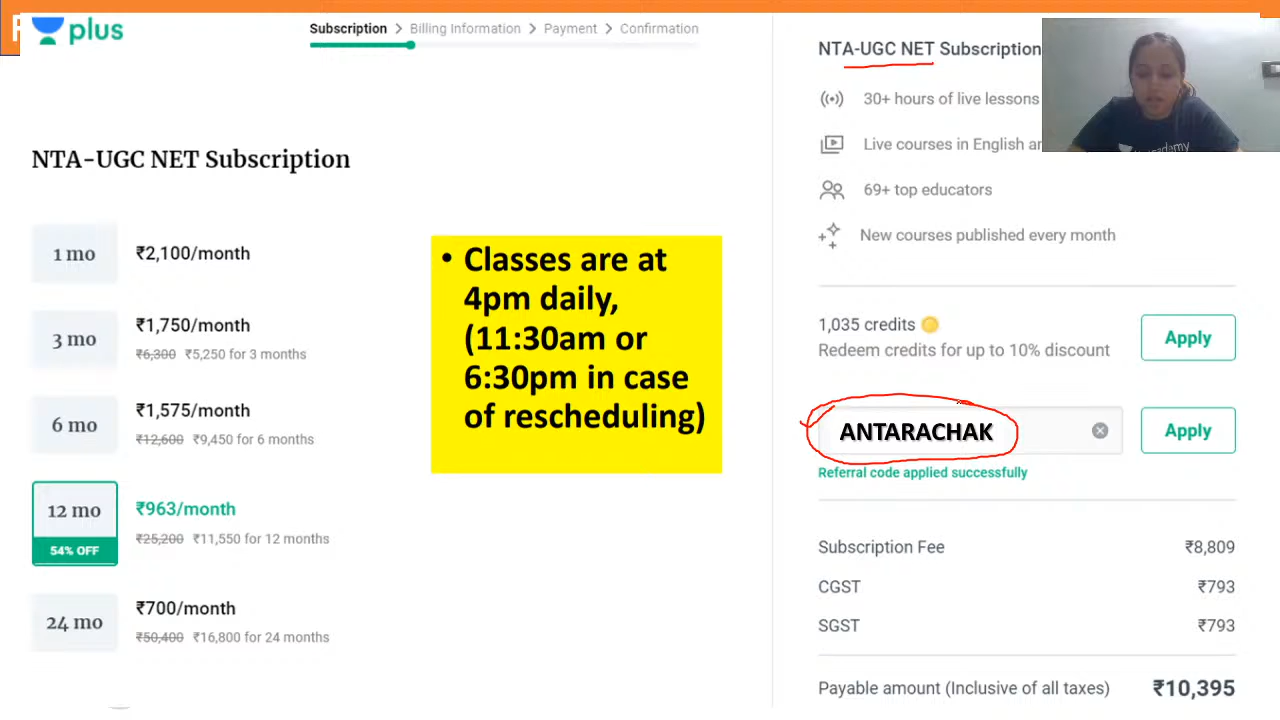 plus
Subscription > Billing Information > Payment > Confirmation
NTA-UGC NET Subscription
1 mo ₹2,100/month
3 mo ₹1,750/month
₹6,300 ₹5,250 for 3 months
6 mo ₹1,575/month
₹12,600 ₹9,450 for 6 months
12 mo ₹963/month
54% OFF ₹25,200 ₹11,550 for 12 months
24 mo ₹700/month
₹50,400 ₹16,800 for 24 months
• Classes are at
4pm daily,
(11:30am or
6:30pm in case
of rescheduling)
NTA-UGC NET Subscription
30+ hours of live lessons
Live courses in English
69+ top educators
New courses published every month
1,035 credits
Redeem credits for up to 10% discount
Apply
ANTARACHAK
Apply
Referral code applied successfully
Subscription Fee ₹8,809
CGST ₹793
SGST ₹793
Payable amount (Inclusive of all taxes) ₹10,395